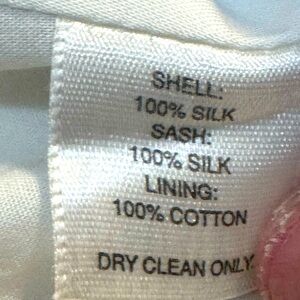 SHELL:
100% SILK
SASH:
100% SILK
LINING:
100% COTTON
DRY CLEAN ONLY.